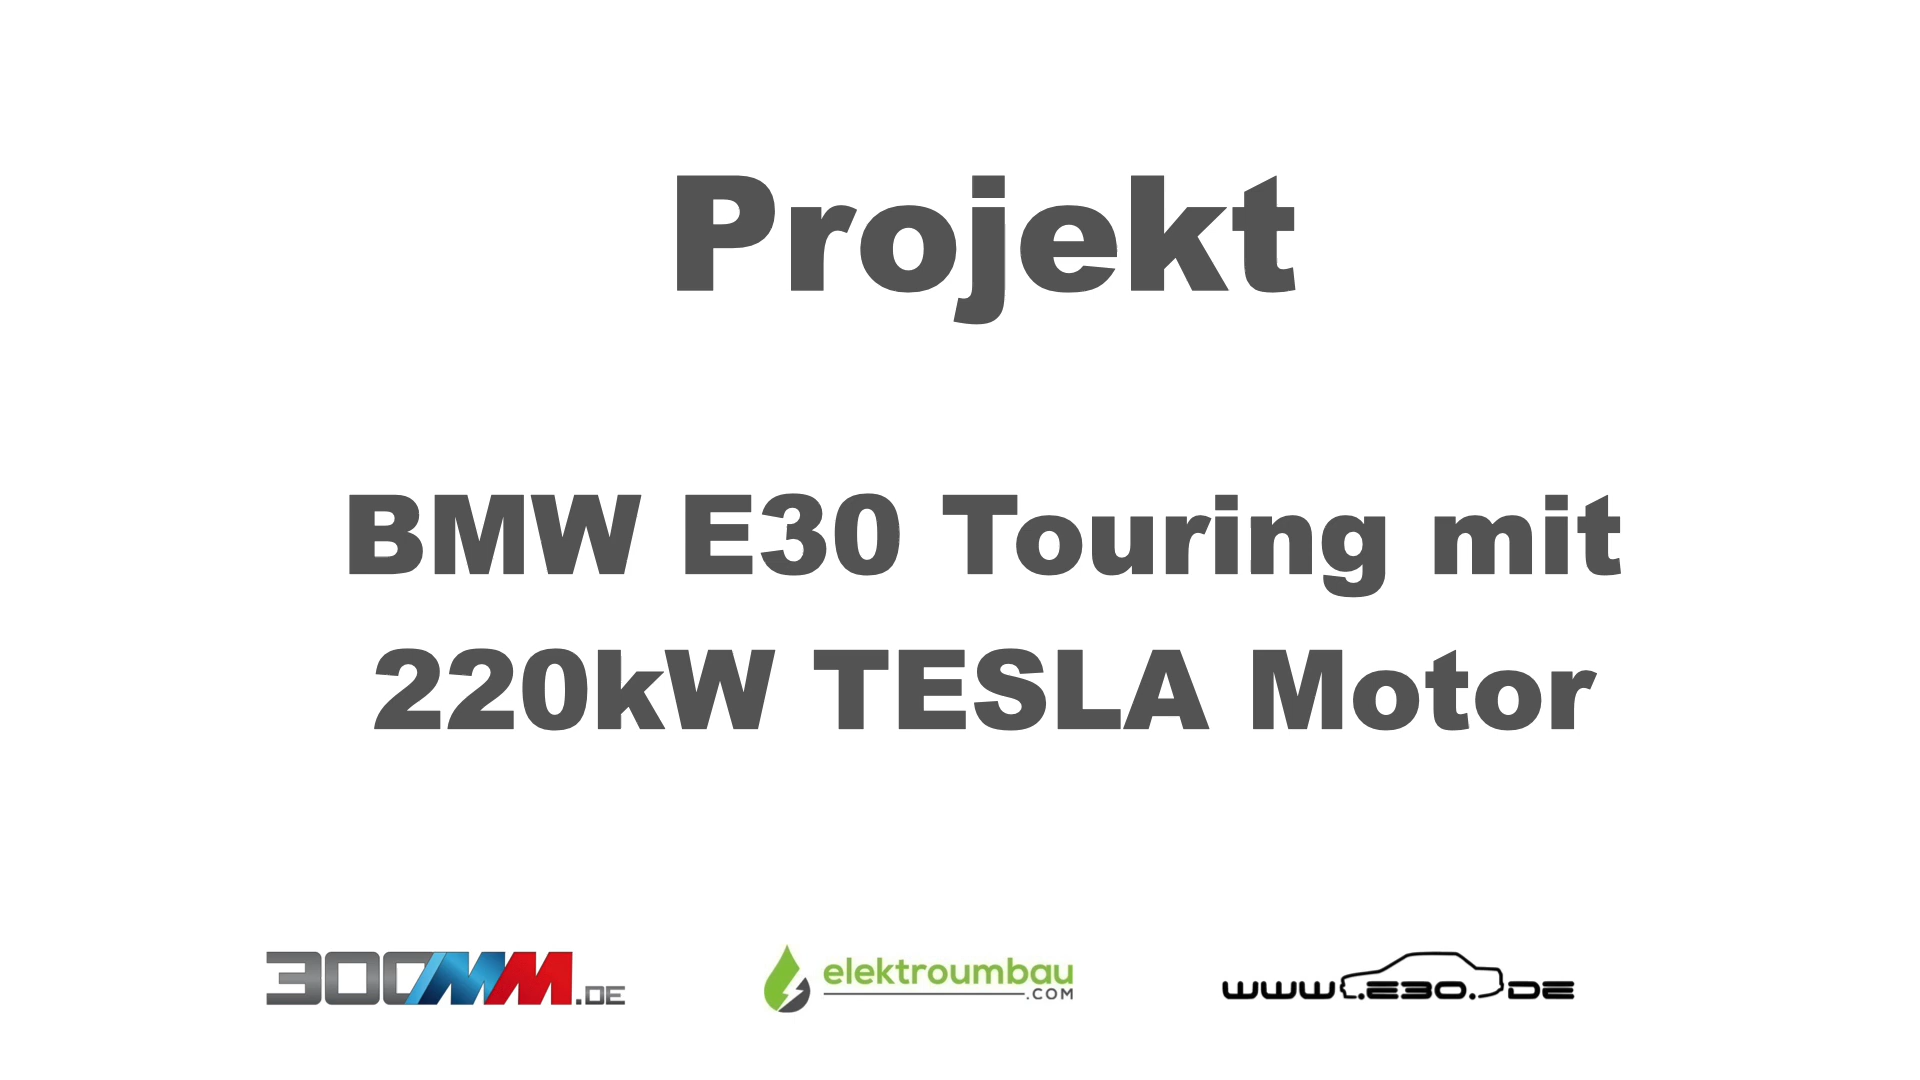 Projekt
BMW E30 Touring mit
220kW TESLA Motor
300MM.DE
elektroumbau
.COM
WWW.E30.DE